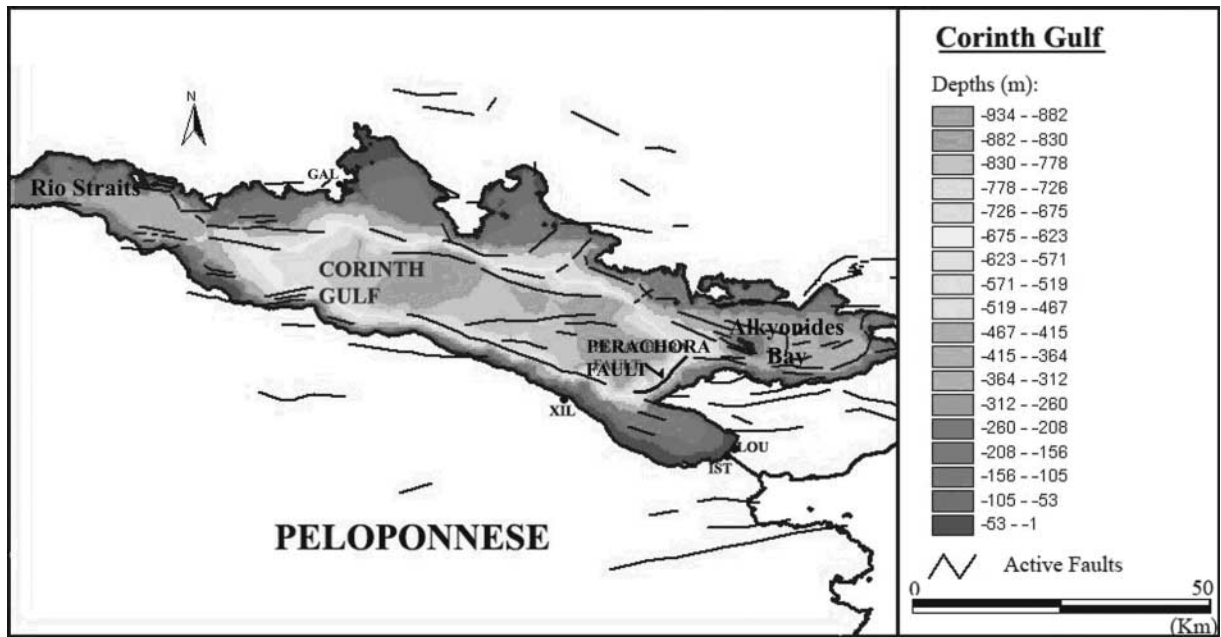 N
Rio Straits
GAL
CORINTH
GULF
Alkyonides
Bay
PERACHORA
FAULT
XIL
LOU
IST
PELOPONNESE
Corinth Gulf
Depths (m):
-934 - -882
-882 - -830
-830 - -778
-778 - -726
-726 - -675
-675 - -623
-623 - -571
-571 - -519
-519 - -467
-467 - -415
-415 - -364
-364 - -312
-312 - -260
-260 - -208
-208 - -156
-156 - -105
-105 - -53
-53 - -1
Active Faults
0 50
(Km)